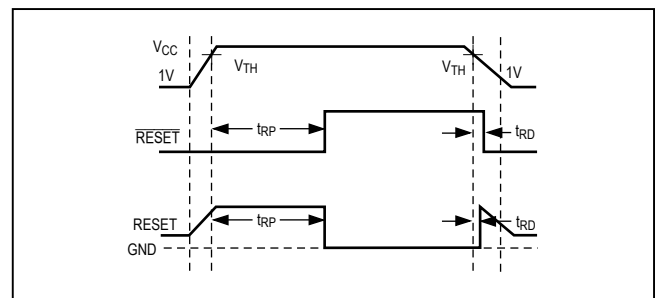 VCC
1V
VTH
VTH
1V
RESET
tRP
tRD
RESET
tRP
tRD
GND